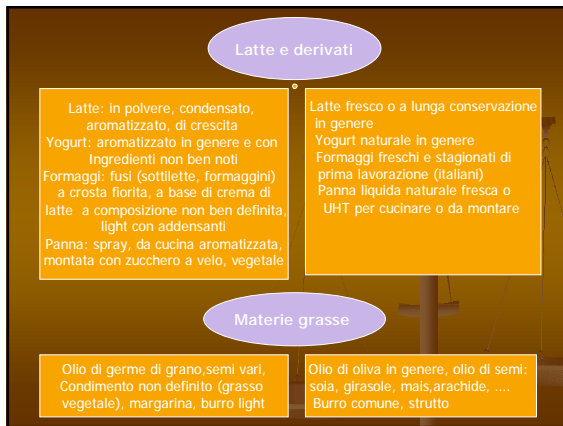 Latte e derivati
Latte: in polvere, condensato,
aromatizzato, di crescita
Yogurt: aromatizzato in genere e con
Ingredienti non ben noti
Formaggi: fusi (sottilette, formaggini)
a crosta fiorita, a base di crema di
latte a composizione non ben definita,
light con addensanti
Panna: spray, da cucina aromatizzata,
montata con zucchero a velo, vegetale
Latte fresco o a lunga conservazione
in genere
Yogurt naturale in genere
Formaggi freschi e stagionati di
prima lavorazione (italiani)
Panna liquida naturale fresca o
UHT per cucinare o da montare
Materie grasse
Olio di germe di grano,semi vari,
Condimento non definito (grasso
vegetale), margarina, burro light
Olio di oliva in genere, olio di semi:
soia, girasole, mais,arachide, ....
Burro comune, strutto